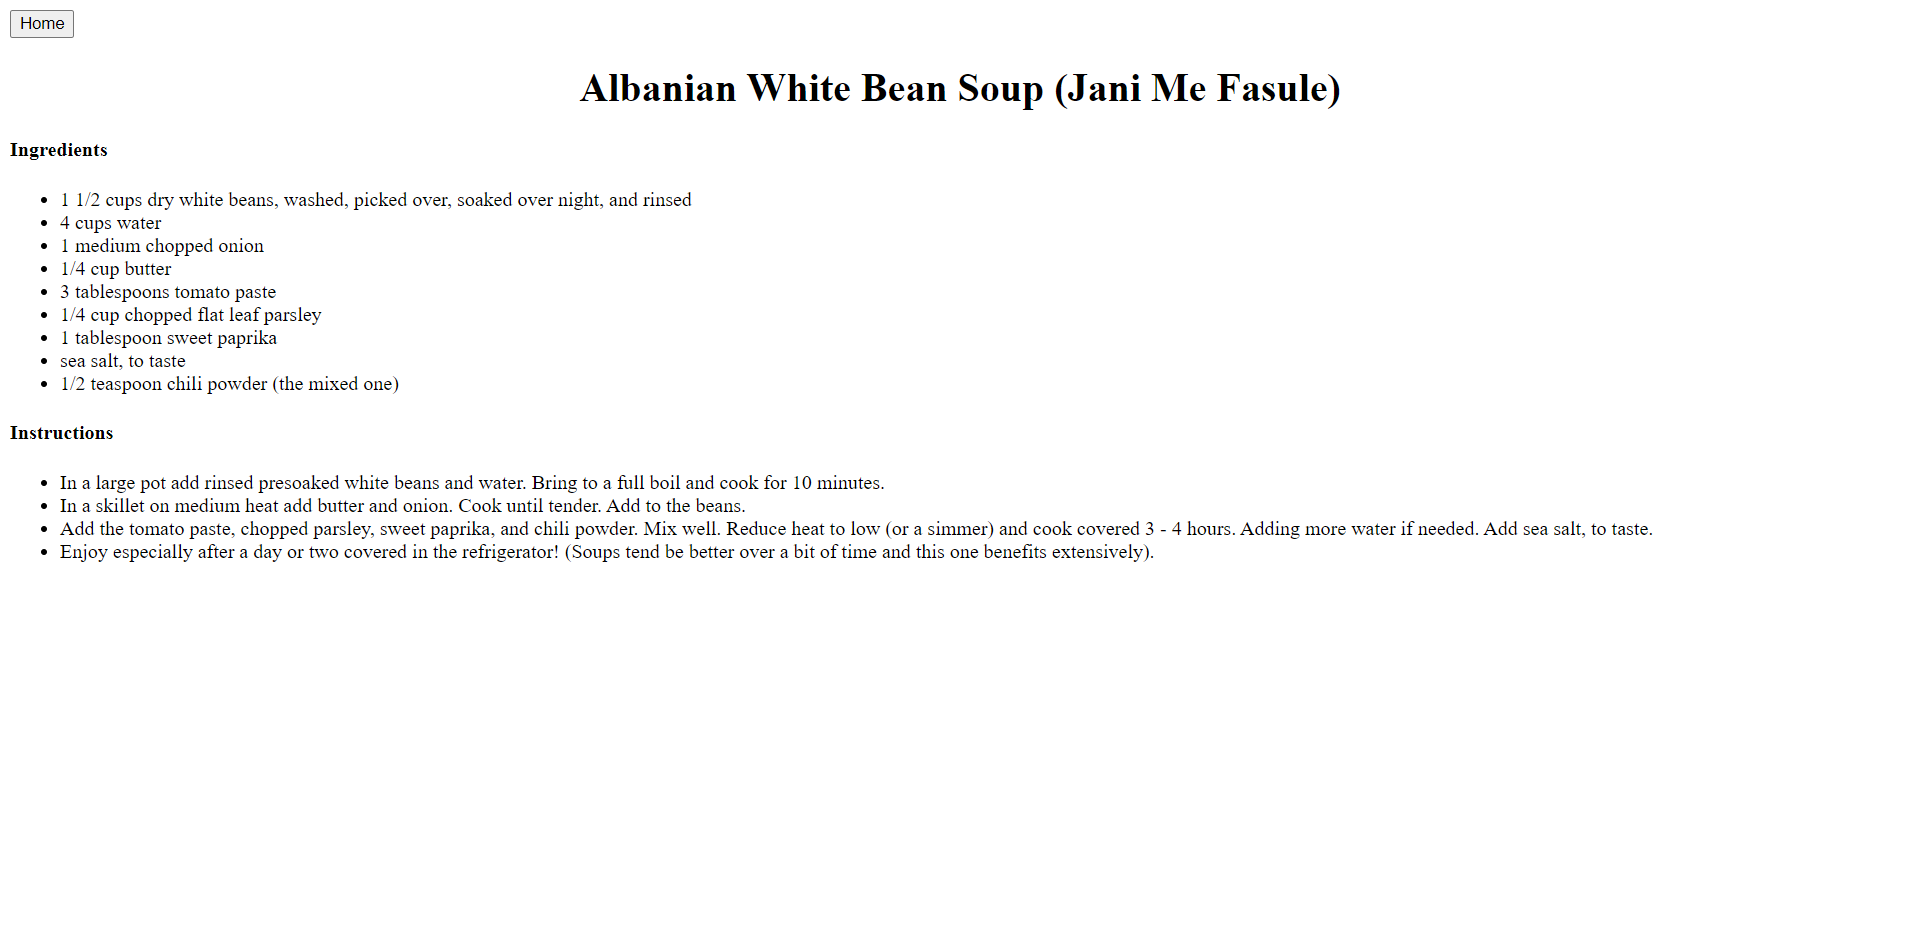 Home
Albanian White Bean Soup (Jani Me Fasule)
Ingredients
1 1/2 cups dry white beans, washed, picked over, soaked over night, and rinsed
4 cups water
1 medium chopped onion
1/4 cup butter
3 tablespoons tomato paste
1/4 cup chopped flat leaf parsley
1 tablespoon sweet paprika
sea salt, to taste
1/2 teaspoon chili powder (the mixed one)
Instructions
In a large pot add rinsed presoaked white beans and water. Bring to a full boil and cook for 10 minutes.
In a skillet on medium heat add butter and onion. Cook until tender. Add to the beans.
Add the tomato paste, chopped parsley, sweet paprika, and chili powder. Mix well. Reduce heat to low (or a simmer) and cook covered 3 - 4 hours. Adding more water if needed. Add sea salt, to taste.
Enjoy especially after a day or two covered in the refrigerator! (Soups tend be better over a bit of time and this one benefits extensively).